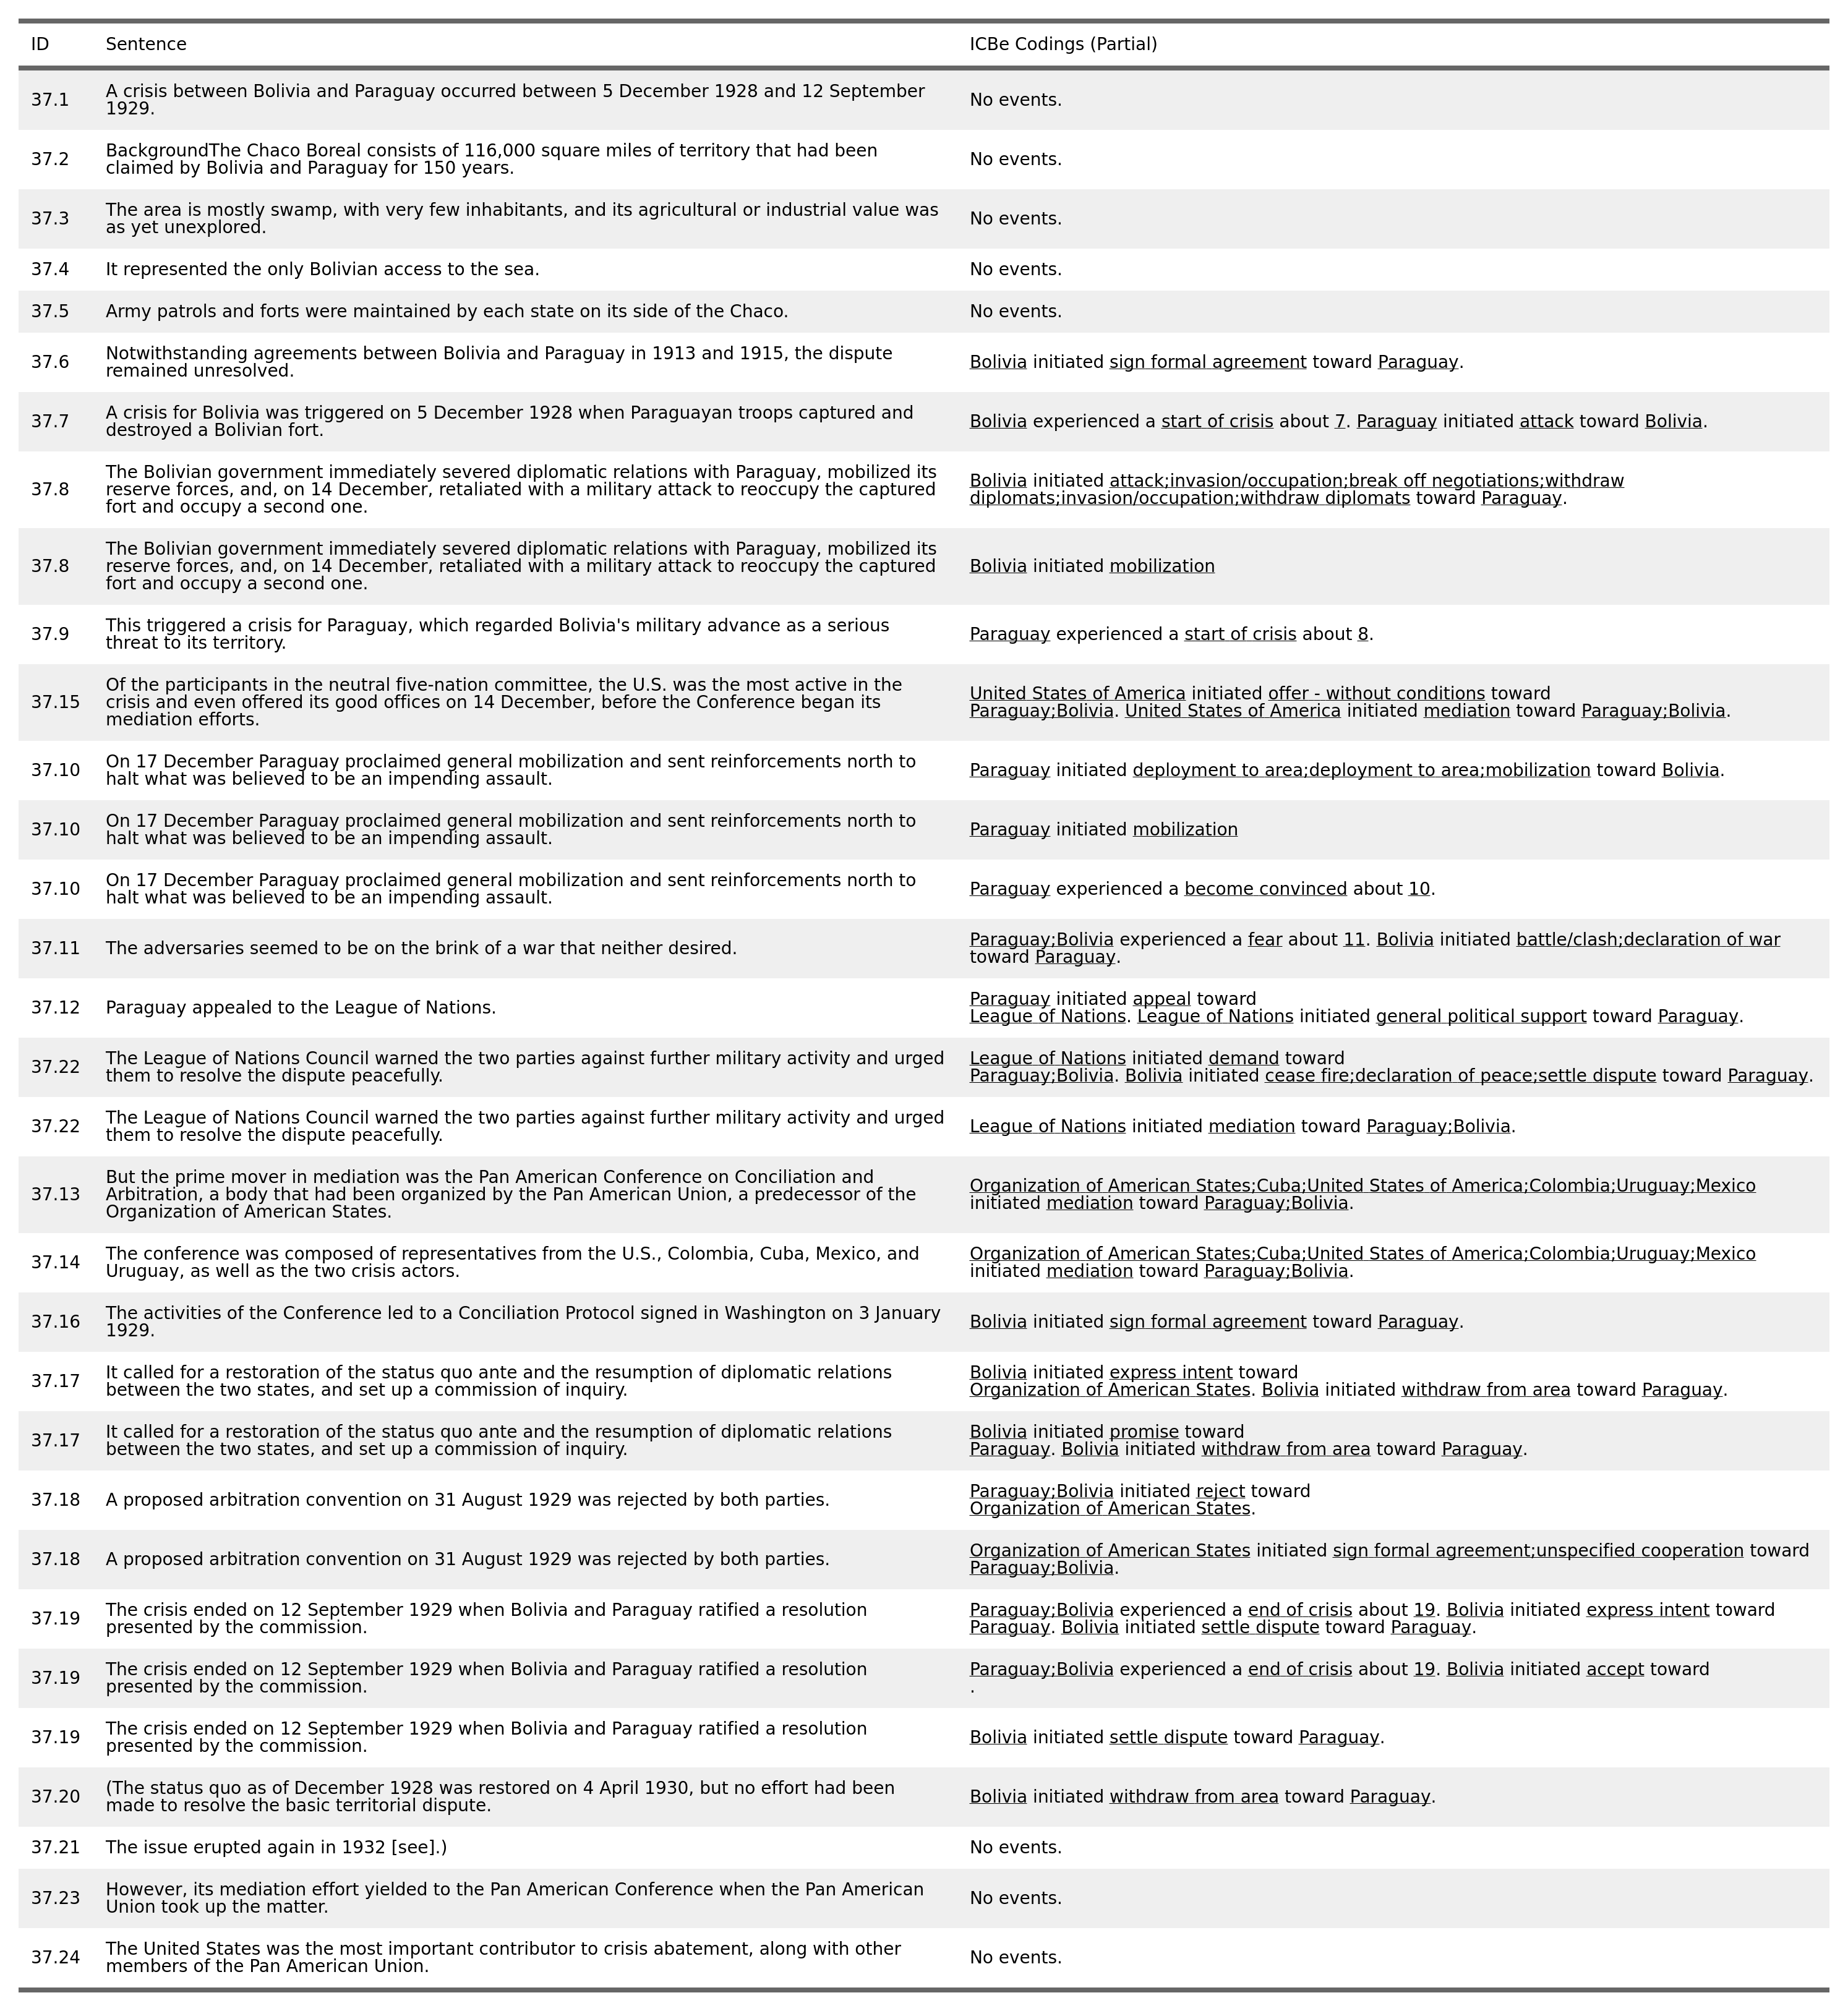 ID Sentence ICBe Codings (Partial)
37.1 A crisis between Bolivia and Paraguay occurred between 5 December 1928 and 12 September
1929. No events.
37.2 BackgroundThe Chaco Boreal consists of 116,000 square miles of territory that had been
claimed by Bolivia and Paraguay for 150 years. No events.
37.3 The area is mostly swamp, with very few inhabitants, and its agricultural or industrial value was
as yet unexplored. No events.
37.4 It represented the only Bolivian access to the sea. No events.
37.5 Army patrols and forts were maintained by each state on its side of the Chaco. No events.
37.6 Notwithstanding agreements between Bolivia and Paraguay in 1913 and 1915, the dispute
remained unresolved. Bolivia initiated sign formal agreement toward Paraguay.
37.7 A crisis for Bolivia was triggered on 5 December 1928 when Paraguayan troops captured and
destroyed a Bolivian fort. Bolivia experienced a start of crisis about 7. Paraguay initiated attack toward Bolivia.
37.8 The Bolivian government immediately severed diplomatic relations with Paraguay, mobilized its
reserve forces, and, on 14 December, retaliated with a military attack to reoccupy the captured
fort and occupy a second one.
Bolivia initiated attack;invasion/occupation;break off negotiations;withdraw
diplomats;invasion/occupation;withdraw diplomats toward Paraguay.
37.8 The Bolivian government immediately severed diplomatic relations with Paraguay, mobilized its
reserve forces, and, on 14 December, retaliated with a military attack to reoccupy the captured
fort and occupy a second one.
Bolivia initiated mobilization
37.9 This triggered a crisis for Paraguay, which regarded Bolivia's military advance as a serious
threat to its territory. Paraguay experienced a start of crisis about 8.
37.15 Of the participants in the neutral five-nation committee, the U.S. was the most active in the
crisis and even offered its good offices on 14 December, before the Conference began its
mediation efforts.
United States of America initiated offer - without conditions toward
Paraguay;Bolivia. United States of America initiated mediation toward Paraguay;Bolivia.
37.10 On 17 December Paraguay proclaimed general mobilization and sent reinforcements north to
halt what was believed to be an impending assault. Paraguay initiated deployment to area;deployment to area;mobilization toward Bolivia.
37.10 On 17 December Paraguay proclaimed general mobilization and sent reinforcements north to
halt what was believed to be an impending assault. Paraguay initiated mobilization
37.10 On 17 December Paraguay proclaimed general mobilization and sent reinforcements north to
halt what was believed to be an impending assault. Paraguay experienced a become convinced about 10.
37.11 The adversaries seemed to be on the brink of a war that neither desired.
Paraguay;Bolivia experienced a fear about 11. Bolivia initiated battle/clash;declaration of war
toward Paraguay.
37.12 Paraguay appealed to the League of Nations.
Paraguay initiated appeal toward
League of Nations. League of Nations initiated general political support toward Paraguay.
37.22 The League of Nations Council warned the two parties against further military activity and urged
them to resolve the dispute peacefully.
League of Nations initiated demand toward
Paraguay;Bolivia. Bolivia initiated cease fire;declaration of peace;settle dispute toward Paraguay.
37.22 The League of Nations Council warned the two parties against further military activity and urged
them to resolve the dispute peacefully. League of Nations initiated mediation toward Paraguay;Bolivia.
37.13 But the prime mover in mediation was the Pan American Conference on Conciliation and
Arbitration, a body that had been organized by the Pan American Union, a predecessor of the
Organization of American States.
Organization of American States;Cuba;United States of America;Colombia;Uruguay;Mexico
initiated mediation toward Paraguay;Bolivia.
37.14 The conference was composed of representatives from the U.S., Colombia, Cuba, Mexico, and
Uruguay, as well as the two crisis actors.
Organization of American States;Cuba;United States of America;Colombia;Uruguay;Mexico
initiated mediation toward Paraguay;Bolivia.
37.16 The activities of the Conference led to a Conciliation Protocol signed in Washington on 3 January
1929. Bolivia initiated sign formal agreement toward Paraguay.
37.17 It called for a restoration of the status quo ante and the resumption of diplomatic relations
between the two states, and set up a commission of inquiry.
Bolivia initiated express intent toward
Organization of American States. Bolivia initiated withdraw from area toward Paraguay.
37.17 It called for a restoration of the status quo ante and the resumption of diplomatic relations
between the two states, and set up a commission of inquiry.
Bolivia initiated promise toward
Paraguay. Bolivia initiated withdraw from area toward Paraguay.
37.18 A proposed arbitration convention on 31 August 1929 was rejected by both parties.
Paraguay;Bolivia initiated reject toward
Organization of American States.
37.18 A proposed arbitration convention on 31 August 1929 was rejected by both parties.
Organization of American States initiated sign formal agreement;unspecified cooperation toward
Paraguay;Bolivia.
37.19 The crisis ended on 12 September 1929 when Bolivia and Paraguay ratified a resolution
presented by the commission.
Paraguay;Bolivia experienced a end of crisis about 19. Bolivia initiated express intent toward
Paraguay. Bolivia initiated settle dispute toward Paraguay.
37.19 The crisis ended on 12 September 1929 when Bolivia and Paraguay ratified a resolution
presented by the commission.
Paraguay;Bolivia experienced a end of crisis about 19. Bolivia initiated accept toward
.
37.19 The crisis ended on 12 September 1929 when Bolivia and Paraguay ratified a resolution
presented by the commission. Bolivia initiated settle dispute toward Paraguay.
37.20 (The status quo as of December 1928 was restored on 4 April 1930, but no effort had been
made to resolve the basic territorial dispute. Bolivia initiated withdraw from area toward Paraguay.
37.21 The issue erupted again in 1932 [see].) No events.
37.23 However, its mediation effort yielded to the Pan American Conference when the Pan American
Union took up the matter. No events.
37.24 The United States was the most important contributor to crisis abatement, along with other
members of the Pan American Union. No events.